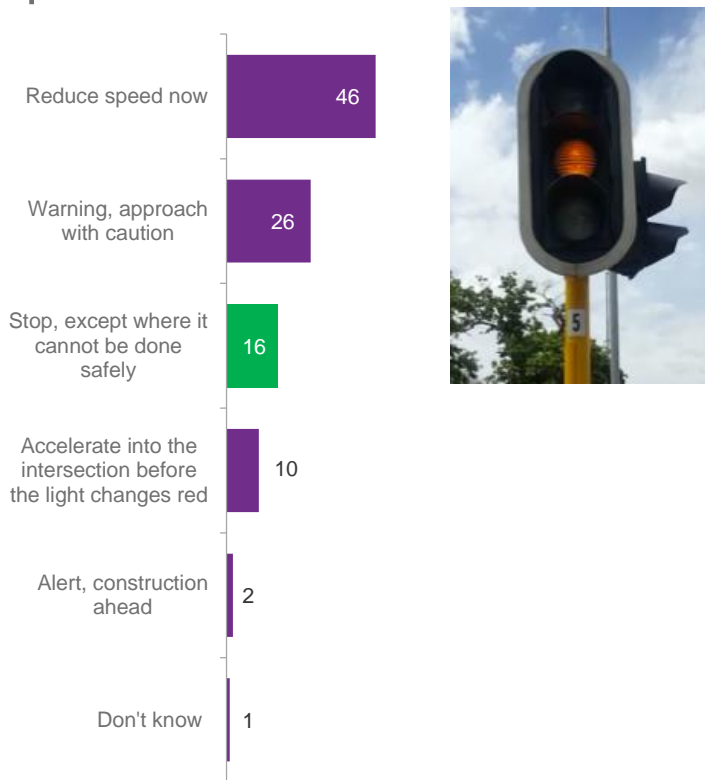 Reduce speed now
46
Warning, approach
with caution
26
Stop, except where it
cannot be done
safely
16
Accelerate into the
intersection before
the light changes red
10
Alert, construction
ahead
2
Don't know
1
5